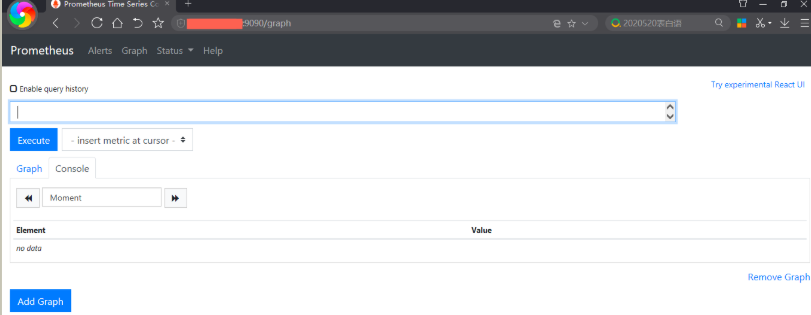 Prometheus Time Series Co
:9090/graph
2020520表白语
Prometheus Alerts Graph Status Help
Enable query history
Try experimental React UI
Execute - insert metric at cursor -
Graph Console
Moment
Element Value
no data
Remove Graph
Add Graph